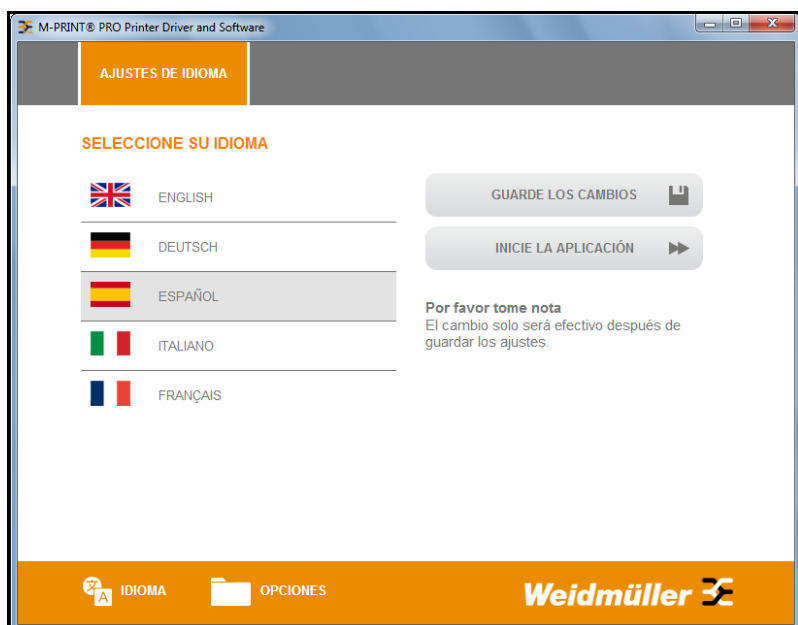 M-PRINT® PRO Printer Driver and Software
AJUSTES DE IDIOMA
SELECCIONE SU IDIOMA
ENGLISH
DEUTSCH
ESPAÑOL
ITALIANO
FRANÇAIS
GUARDE LOS CAMBIOS
INICIE LA APLICACIÓN
Por favor tome nota
El cambio solo será efectivo después de
guardar los ajustes.
文 A IDIOMA
OPCIONES
Weidmüller